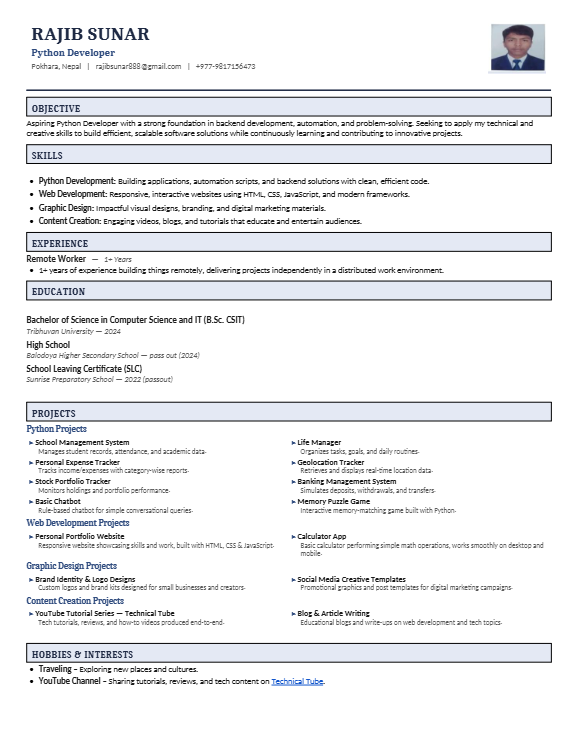 RAJIB SUNAR
Python Developer
Pokhara, Nepal | rajibsunar888@gmail.com | +977-9817156473
OBJECTIVE
Aspiring Python Developer with a strong foundation in backend development, automation, and problem-solving. Seeking to apply my technical and
creative skills to build efficient, scalable software solutions while continuously learning and contributing to innovative projects.
SKILLS
• Python Development: Building applications, automation scripts, and backend solutions with clean, efficient code.
• Web Development: Responsive, interactive websites using HTML, CSS, JavaScript, and modern frameworks.
• Graphic Design: Impactful visual designs, branding, and digital marketing materials.
• Content Creation: Engaging videos, blogs, and tutorials that educate and entertain audiences.
EXPERIENCE
Remote Worker — 1+ Years
• 1+ years of experience building things remotely, delivering projects independently in a distributed work environment.
EDUCATION
Bachelor of Science in Computer Science and IT (B.Sc. CSIT)
Tribhuvan University — 2024
High School
Balodoya Higher Secondary School — pass out (2024)
School Leaving Certificate (SLC)
Sunrise Preparatory School — 2022 (passout)
PROJECTS
Python Projects
➤ School Management System
Manages student records, attendance, and academic data.
➤ Life Manager
Organizes tasks, goals, and daily routines.
➤ Personal Expense Tracker
Tracks income/expenses with category-wise reports.
➤ Geolocation Tracker
Retrieves and displays real-time location data.
➤ Stock Portfolio Tracker
Monitors holdings and portfolio performance.
➤ Banking Management System
Simulates deposits, withdrawals, and transfers.
➤ Basic Chatbot
Rule-based chatbot for simple conversational queries.
➤ Memory Puzzle Game
Interactive memory-matching game built with Python.
Web Development Projects
➤ Personal Portfolio Website
Responsive website showcasing skills and work, built with HTML, CSS & JavaScript.
➤ Calculator App
Basic calculator performing simple math operations, works smoothly on desktop and
mobile.
Graphic Design Projects
➤ Brand Identity & Logo Designs
Custom logos and brand kits designed for small businesses and creators.
➤ Social Media Creative Templates
Promotional graphics and post templates for digital marketing campaigns.
Content Creation Projects
➤ YouTube Tutorial Series — Technical Tube
Tech tutorials, reviews, and how-to videos produced end-to-end.
➤ Blog & Article Writing
Educational blogs and write-ups on web development and tech topics.
HOBBIES & INTERESTS
• Traveling – Exploring new places and cultures.
• YouTube Channel – Sharing tutorials, reviews, and tech content on Technical Tube.